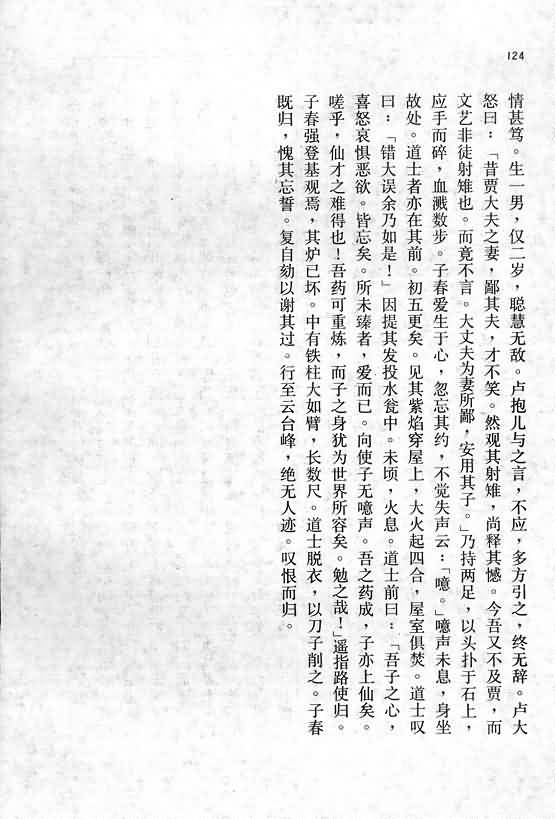 124
情甚笃。生一男，仅二岁，聪慧无敌。卢抱儿与之言，不应，多方引之，终无辞。卢大
怒曰：「昔贾大夫之妻，鄙其夫，才不笑。然观其射雉，尚释其憾。今吾又不及贾，而
文艺非徒射雉也。而竟不言。大丈夫为妻所鄙，安用其子。」乃持两足，以头扑于石上，
应手而碎，血溅数步。子春爱生于心，忽忘其约，不觉失声云：「噫。」噫声未息，身坐
故处。道士者亦在其前。初五更矣。见其紫焰穿屋上，大火起四合，屋室俱焚。道士叹
曰：「错大误余乃如是！」因提其发投水瓮中。未顷，火息。道士前曰：「吾子之心，
喜怒哀惧恶欲。皆忘矣。所未臻者，爱而已。向使子无噫声。吾之药成，子亦上仙矣。
嗟乎，仙才之难得也！吾药可重炼，而子之身犹为世界所容矣。勉之哉！」遥指路使归。
子春强登基观焉，其炉已坏。中有铁柱大如臂，长数尺。道士脱衣，以刀子削之。子春
既归，愧其忘誓。复自劾以谢其过。行至云台峰，绝无人迹。叹恨而归。